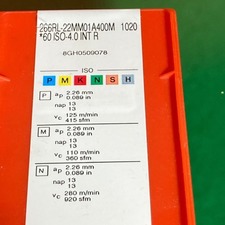 266RL-22MM01A400M 1020
*60 ISO-4.0 INT R
8GH0509078
ISO
P M K N S H
P ap 2.26 mm
0.089 in
nap 13
13
vc 125 m/min
415 sfm
M ap 2.26 mm
0.089 in
nap 13
13
vc 110 m/min
360 sfm
N ap 2.26 mm
0.089 in
nap 13
13
vc 280 m/min
920 sfm